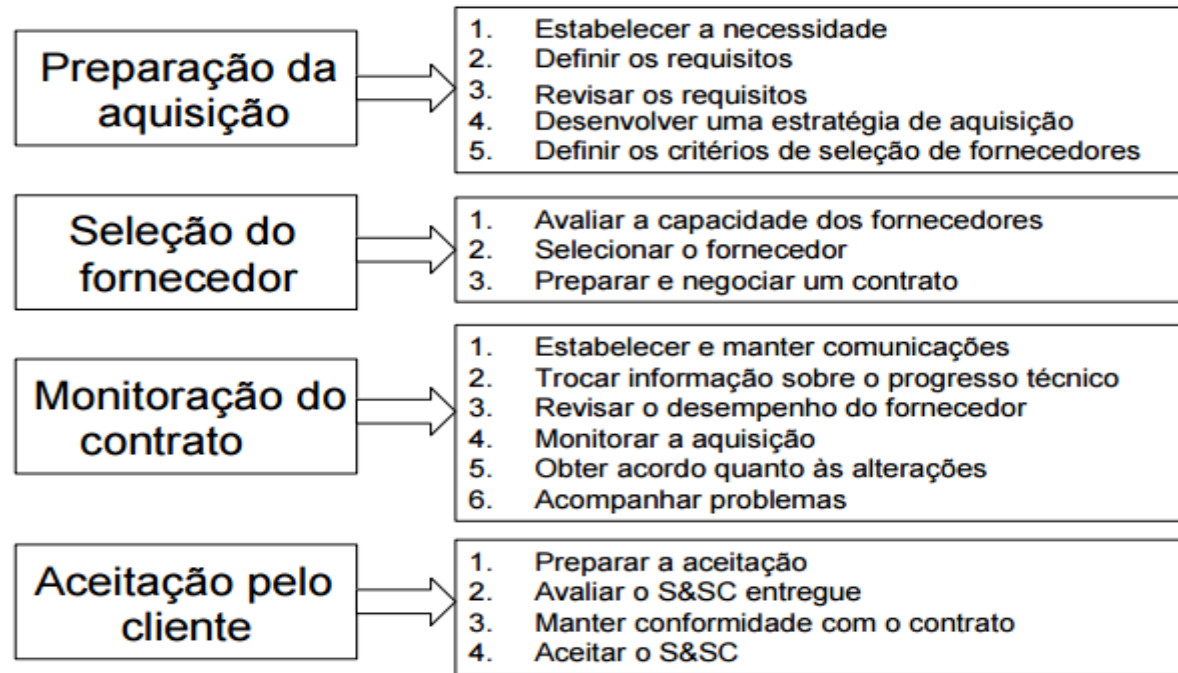 Preparação da
aquisição
1. Estabelecer a necessidade
2. Definir os requisitos
3. Revisar os requisitos
4. Desenvolver uma estratégia de aquisição
5. Definir os critérios de seleção de fornecedores
Seleção do
fornecedor
1. Avaliar a capacidade dos fornecedores
2. Selecionar o fornecedor
3. Preparar e negociar um contrato
Monitoração do
contrato
1. Estabelecer e manter comunicações
2. Trocar informação sobre o progresso técnico
3. Revisar o desempenho do fornecedor
4. Monitorar a aquisição
5. Obter acordo quanto às alterações
6. Acompanhar problemas
Aceitação pelo
cliente
1. Preparar a aceitação
2. Avaliar o S&SC entregue
3. Manter conformidade com o contrato
4. Aceitar o S&SC